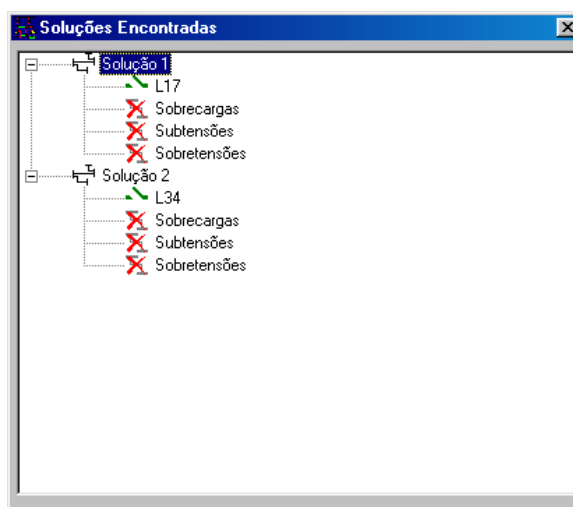 Soluções Encontradas
Solução 1
L17
Sobrecargas
Subtensões
Sobretensões
Solução 2
L34
Sobrecargas
Subtensões
Sobretensões